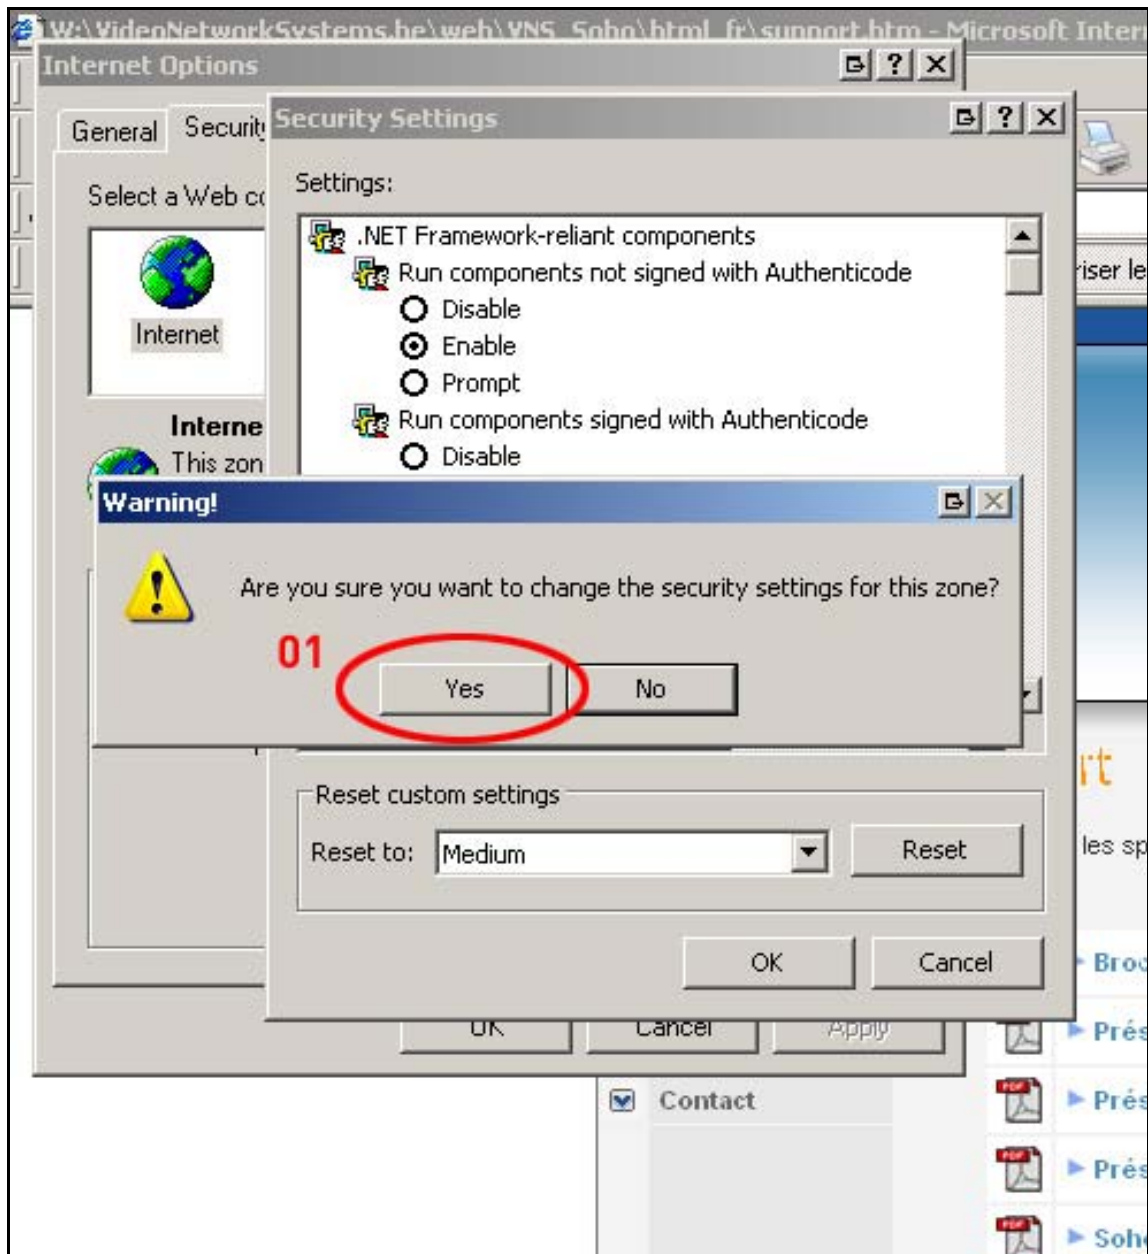 W:\VideoNetworkSystems.be\web\VNS_Soho\html_fr\support.htm - Microsoft Inter
Internet Options
General Securit
Security Settings
Select a Web co
Settings:
.NET Framework-reliant components
Run components not signed with Authenticode
Disable
Enable
Prompt
Run components signed with Authenticode
Disable
Internet
Interne
This zon
riser le
Warning!
Are you sure you want to change the security settings for this zone?
01
Yes No
rt
Reset custom settings
Reset to: Medium Reset
les sp
OK Cancel
Broc
OK Cancel Apply
Prés
Contact
Prés
Prés
Soh